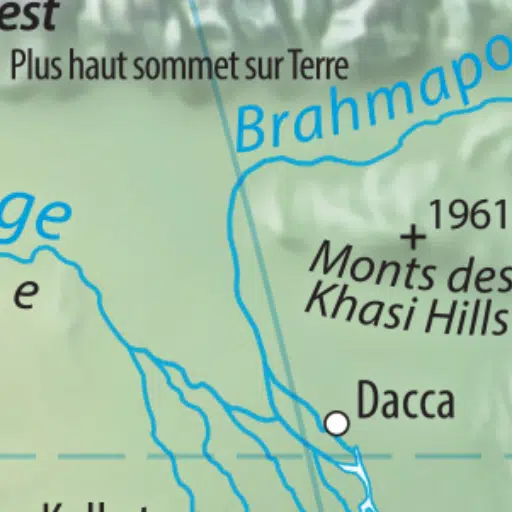 est
Plus haut sommet sur Terre
Brahmapo
ge
1961
e
Monts des
Khasi Hills
Dacca